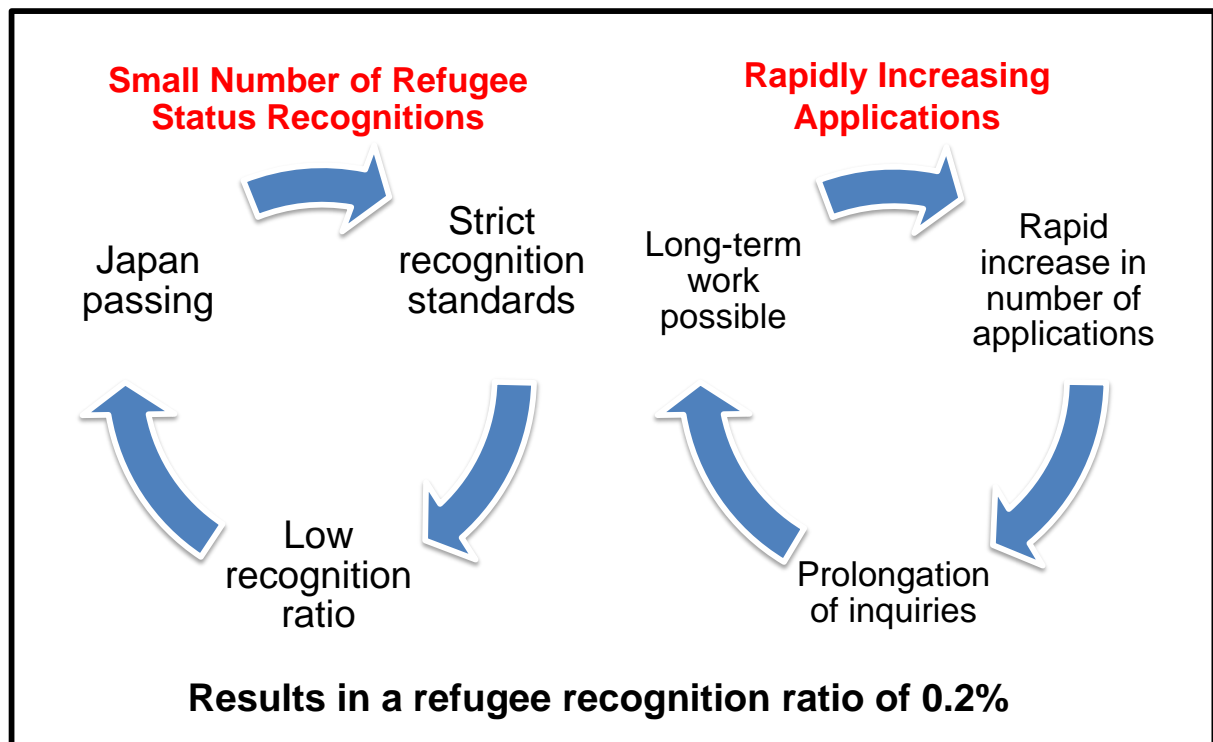 Small Number of Refugee
Status Recognitions
Japan
passing
Strict
recognition
standards
Low
recognition
ratio
Rapidly Increasing
Applications
Long-term
work
possible
Rapid
increase in
number of
applications
Prolongation
of inquiries
Results in a refugee recognition ratio of 0.2%